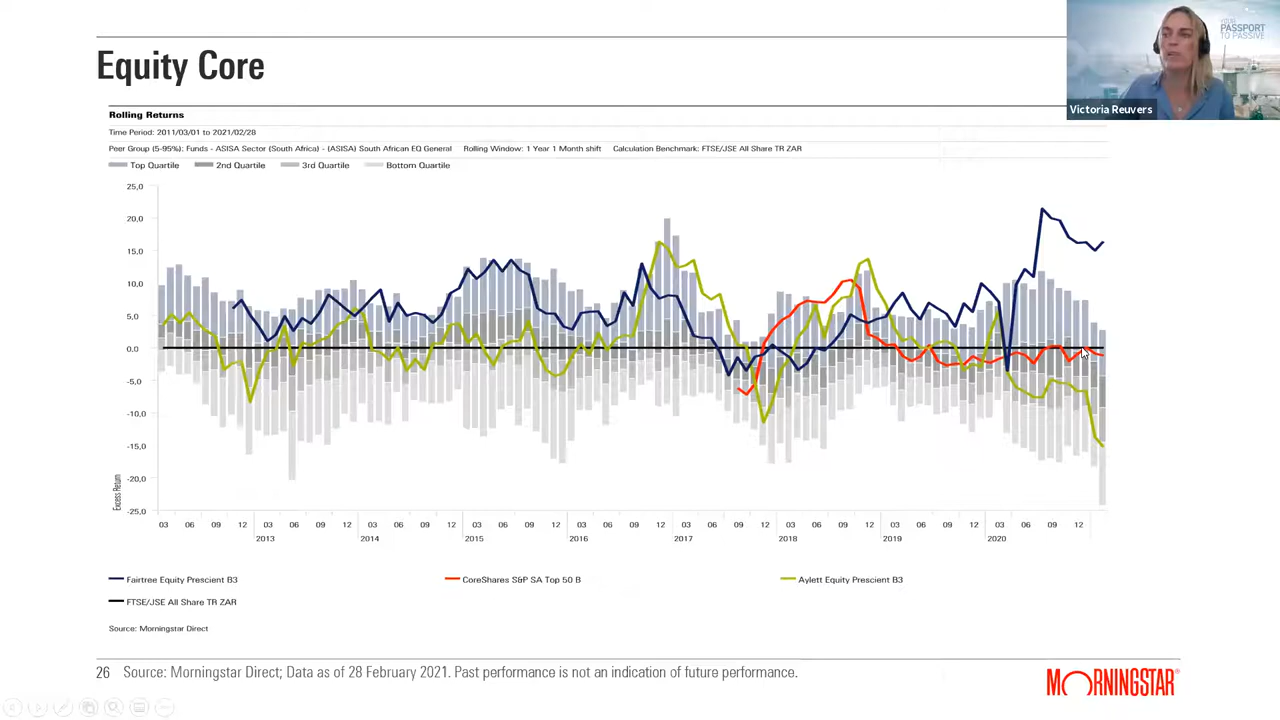 Equity Core
YOUR
PASSPORT
TO PASSIVE
Victoria Reuvers
Rolling Returns
Time Period: 2011/03/01 to 2021/02/28
Peer Group (5-95%): Funds - ASISA Sector (South Africa) - (ASISA) South African EQ General Rolling Window: 1 Year 1 Month shift Calculation Benchmark: FTSE/JSE All Share TR ZAR
Top Quartile 2nd Quartile 3rd Quartile Bottom Quartile
25,0
20,0
15,0
10,0
5,0
0,0
-5,0
-10,0
-15,0
-20,0
-25,0
Excess Return
03 06 09 12 03 06 09 12 03 06 09 12 03 06 09 12 03 06 09 12 03 06 09 12 03 06 09 12 03 06 09 12 03 06 09 12
2013 2014 2015 2016 2017 2018 2019 2020
Fairtree Equity Prescient B3 CoreShares S&P SA Top 50 B Aylett Equity Prescient B3
FTSE/JSE All Share TR ZAR
Source: Morningstar Direct
26 Source: Morningstar Direct; Data as of 28 February 2021. Past performance is not an indication of future performance.
MORNINGSTAR®